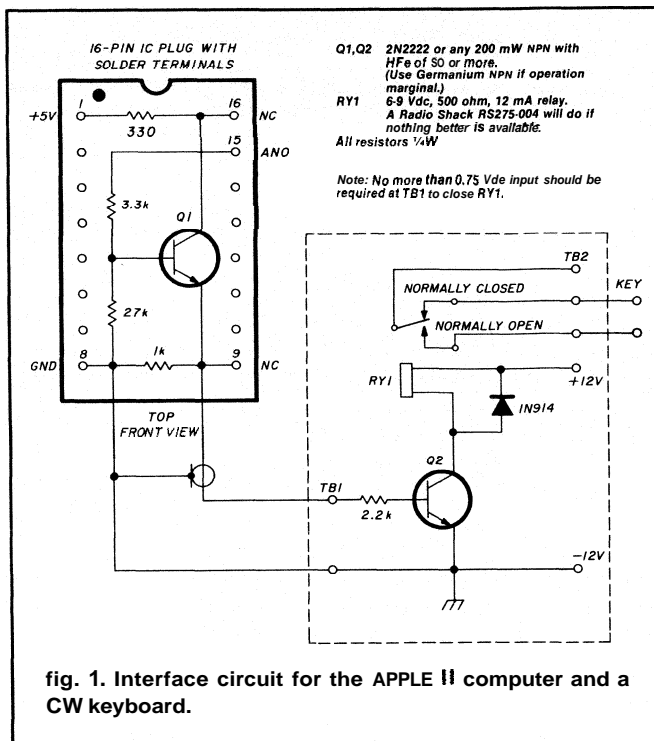 16-PIN IC PLUG WITH
SOLDER TERMINALS
Q1,Q2 2N2222 or any 200 mW NPN with
HFe of SO or more.
(Use Germanium NPN if operation
marginal.)
RY1 6-9 Vdc, 500 ohm, 12 mA relay.
A Radio Shack RS275-004 will do if
nothing better is available.
All resistors ¼W
Note: No more than 0.75 Vde input should be
required at TB1 to close RY1.
+5V 1 330 16 NC
15 ANO
3.3k
Q1
27k
GND 8 1k 9 NC
TOP
FRONT VIEW
TB2
NORMALLY CLOSED
KEY
NORMALLY OPEN
RY1
+12V
1N914
Q2
TB1
2.2k
-12V
fig. 1. Interface circuit for the APPLE II computer and a
CW keyboard.